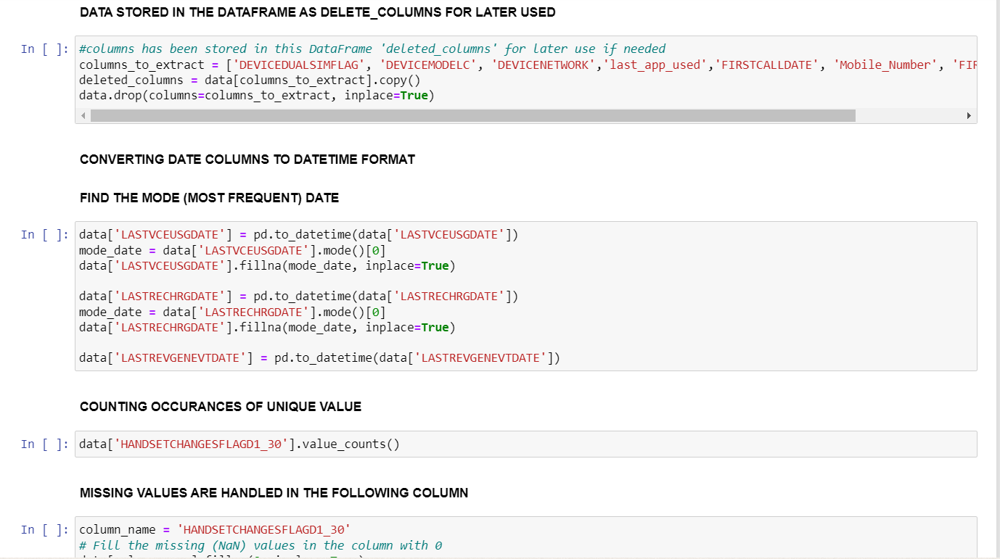 DATA STORED IN THE DATAFRAME AS DELETE_COLUMNS FOR LATER USED
In [ ]: #columns has been stored in this DataFrame 'deleted_columns' for later use if needed
columns_to_extract = ['DEVICEDUALSIMFLAG', 'DEVICEMODELC', 'DEVICENETWORK','last_app_used','FIRSTCALLDATE', 'Mobile_Number', 'FIR
deleted_columns = data[columns_to_extract].copy()
data.drop(columns=columns_to_extract, inplace=True)
CONVERTING DATE COLUMNS TO DATETIME FORMAT
FIND THE MODE (MOST FREQUENT) DATE
In [ ]: data['LASTVCEUSGDATE'] = pd.to_datetime(data['LASTVCEUSGDATE'])
mode_date = data['LASTVCEUSGDATE'].mode()[0]
data['LASTVCEUSGDATE'].fillna(mode_date, inplace=True)
data['LASTRECHRGDATE'] = pd.to_datetime(data['LASTRECHRGDATE'])
mode_date = data['LASTRECHRGDATE'].mode()[0]
data['LASTRECHRGDATE'].fillna(mode_date, inplace=True)
data['LASTREVGENEVTDATE'] = pd.to_datetime(data['LASTREVGENEVTDATE'])
COUNTING OCCURANCES OF UNIQUE VALUE
In [ ]: data['HANDSETCHANGESFLAGD1_30'].value_counts()
MISSING VALUES ARE HANDLED IN THE FOLLOWING COLUMN
In [ ]: column_name = 'HANDSETCHANGESFLAGD1_30'
# Fill the missing (NaN) values in the column with 0